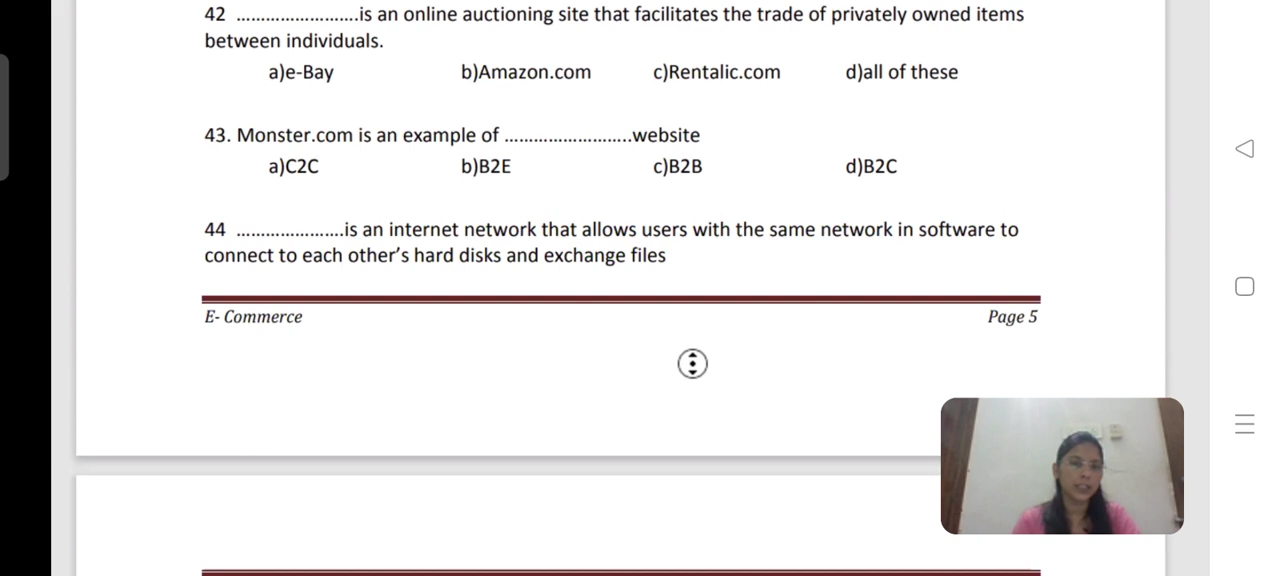 42 .........................is an online auctioning site that facilitates the trade of privately owned items
between individuals.
a)e-Bay b)Amazon.com c)Rentalic.com d)all of these
43. Monster.com is an example of ..........................website
a)C2C b)B2E c)B2B d)B2C
44 ......................is an internet network that allows users with the same network in software to
connect to each other’s hard disks and exchange files
E- Commerce Page 5